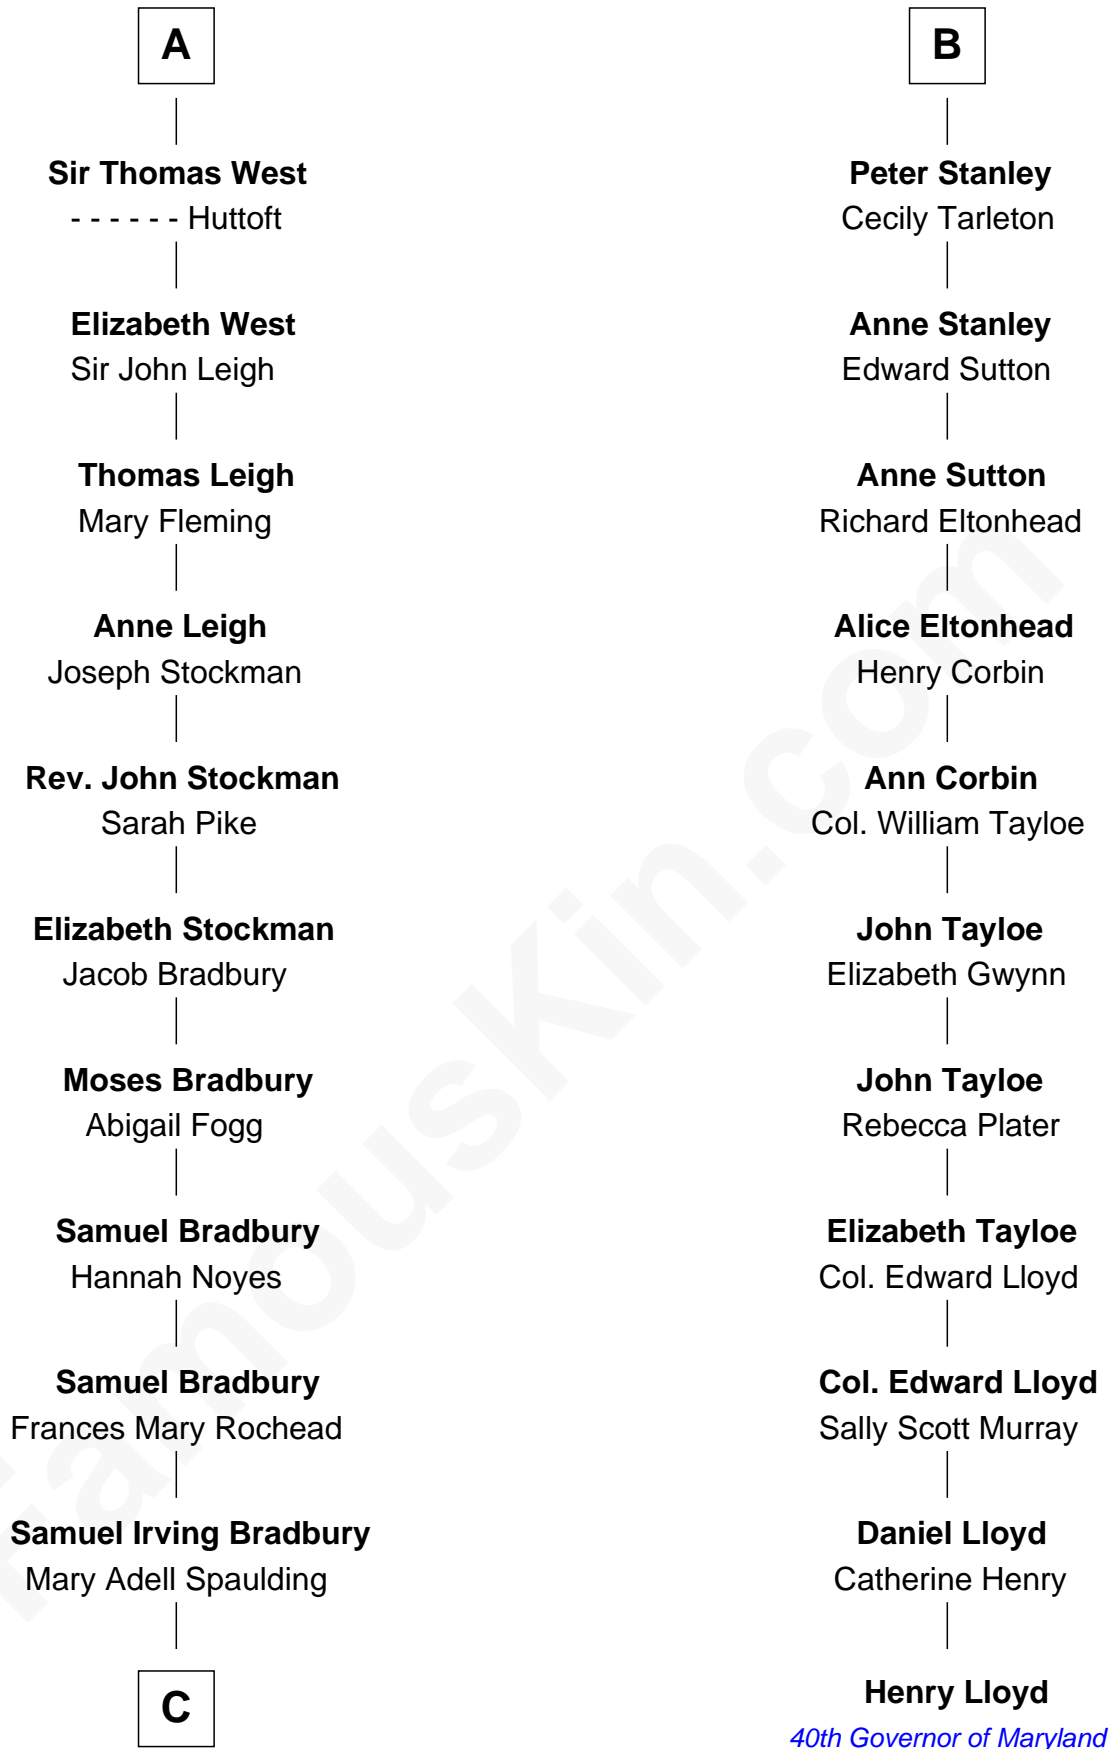 A
Sir Thomas West
- - - - - - Huttoft
Elizabeth West
Sir John Leigh
Thomas Leigh
Mary Fleming
Anne Leigh
Joseph Stockman
Rev. John Stockman
Sarah Pike
Elizabeth Stockman
Jacob Bradbury
Moses Bradbury
Abigail Fogg
Samuel Bradbury
Hannah Noyes
Samuel Bradbury
Frances Mary Rochead
Samuel Irving Bradbury
Mary Adell Spaulding
C
B
Peter Stanley
Cecily Tarleton
Anne Stanley
Edward Sutton
Anne Sutton
Richard Eltonhead
Alice Eltonhead
Henry Corbin
Ann Corbin
Col. William Tayloe
John Tayloe
Elizabeth Gwynn
John Tayloe
Rebecca Plater
Elizabeth Tayloe
Col. Edward Lloyd
Col. Edward Lloyd
Sally Scott Murray
Daniel Lloyd
Catherine Henry
Henry Lloyd
40th Governor of Maryland
FamousKin.com